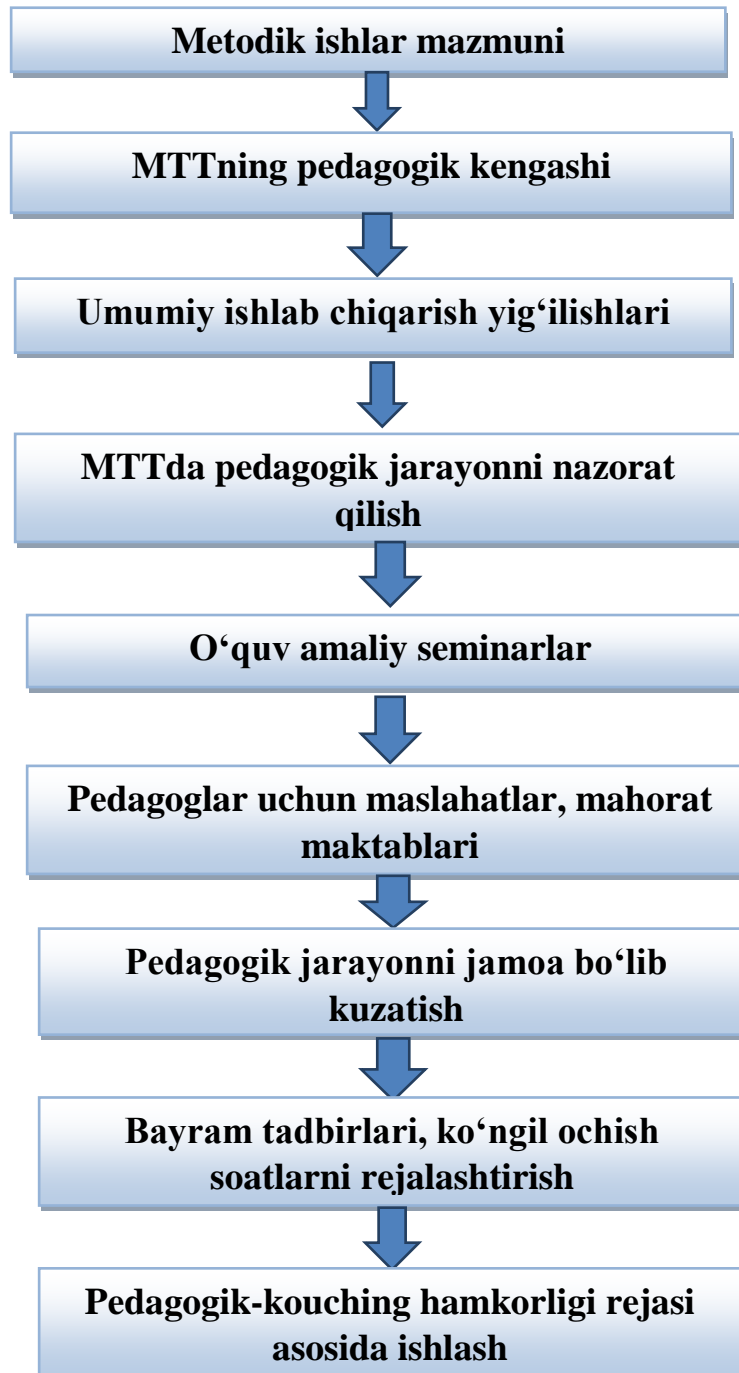 Metodik ishlar mazmuni
MTTning pedagogik kengashi
Umumiy ishlab chiqarish yig‘ilishlari
MTTda pedagogik jarayonni nazorat
qilish
O‘quv amaliy seminarlar
Pedagoglar uchun maslahatlar, mahorat
maktablari
Pedagogik jarayonni jamoa bo‘lib
kuzatish
Bayram tadbirlari, ko‘ngil ochish
soatlarni rejalashtirish
Pedagogik-kouching hamkorligi rejasi
asosida ishlash